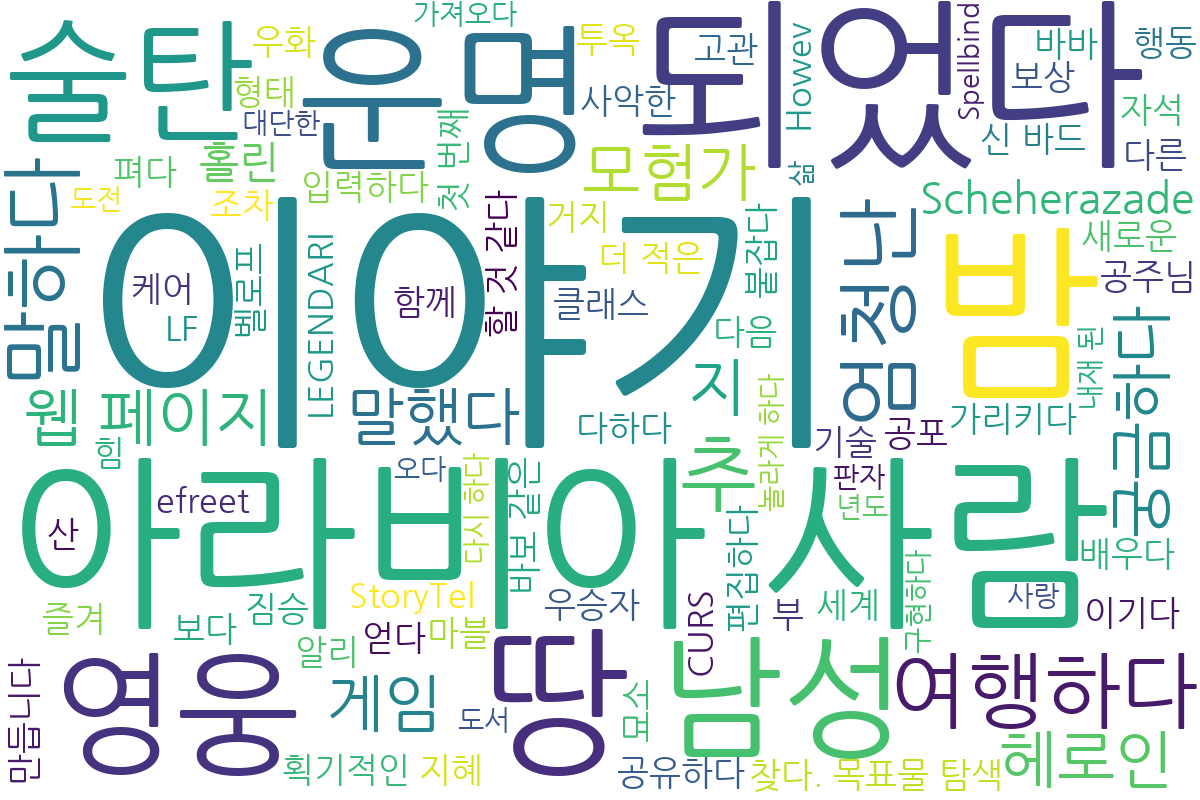 가져오다
술탄
우화
운명
투옥
되었다
고관
Howev
Spellbind
바바
행동
형태
대단한
사악한
보상
자석
홀린
첫 번째
모험가
삶
신 바드
다른
펴다
입력하다
말하다
도전
조차
이야기
거지
할 것 같다
더 적은
붙잡다
엄청난
Scheherazade
밤
새로운
공주님
케어
LF
벨로프
LEGENDARI
함께
클래스
다음
내재 된
궁금하다
웹 페이지
말했다
지
다하다
놀라게 하다
기술
공포
가리키다
힘
오다
다시 하다
바보 같은
추
판자
년도
아라비아 사람
산
efreet
편집하다
배우다
즐겨
보다
짐승
StoryTel
우승자
CURS
부
세계
구현하다
사랑
이기다
알리
얻다
마블
만듭니다
영웅
게임
도서
땅
묘소
남성
여행하다
획기적인
지혜
공유하다
찾다. 목표물 탐색
헤로인